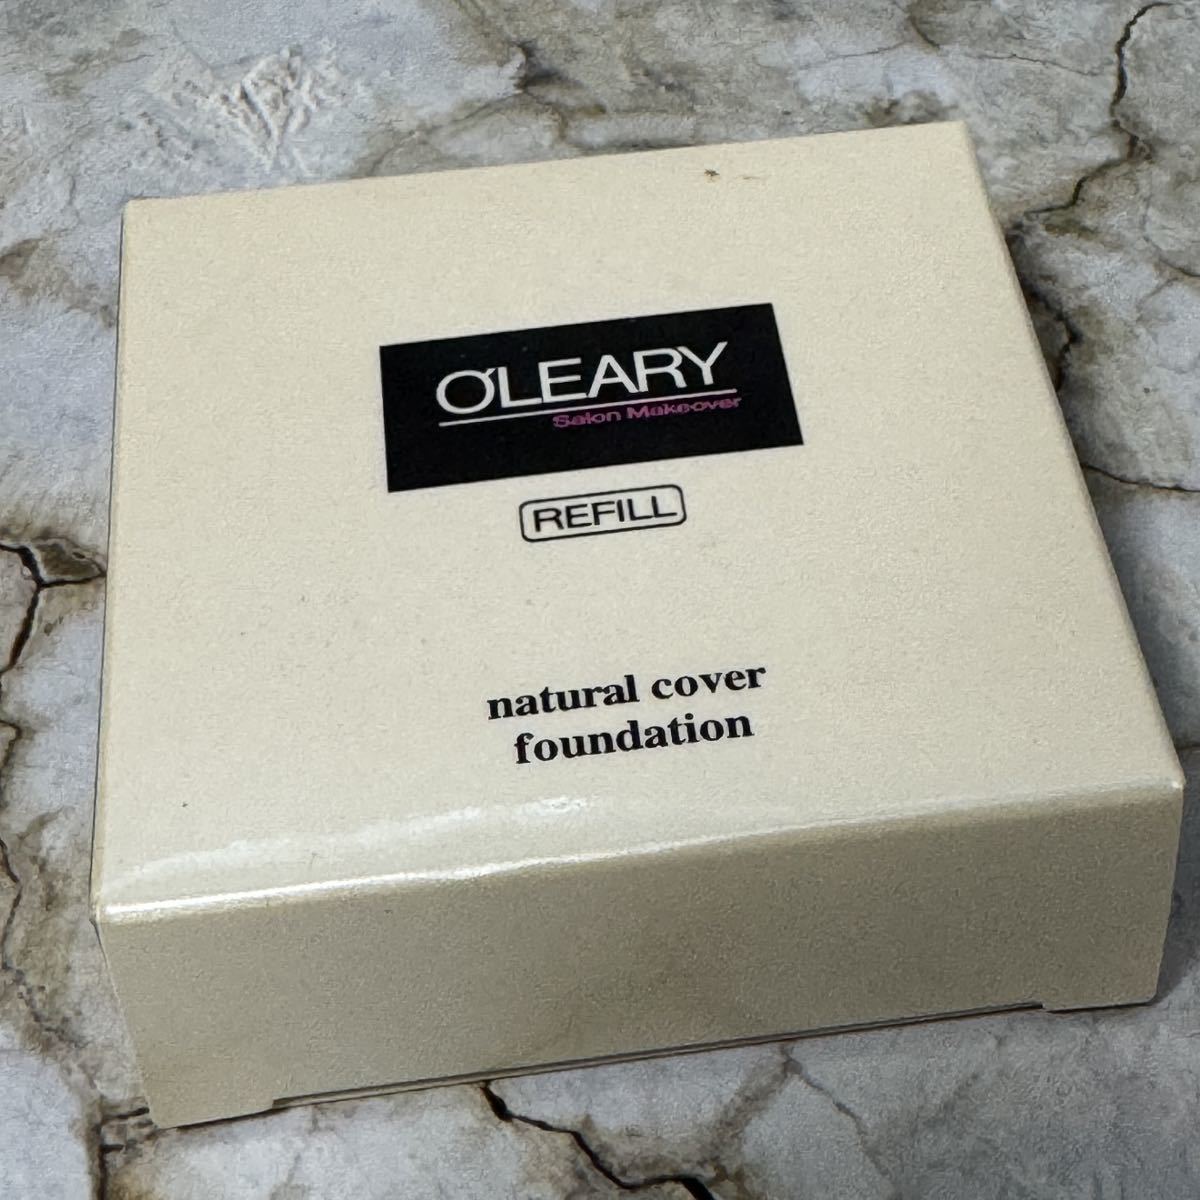 O'LEARY
Salon Makeover
REFILL
natural cover
foundation